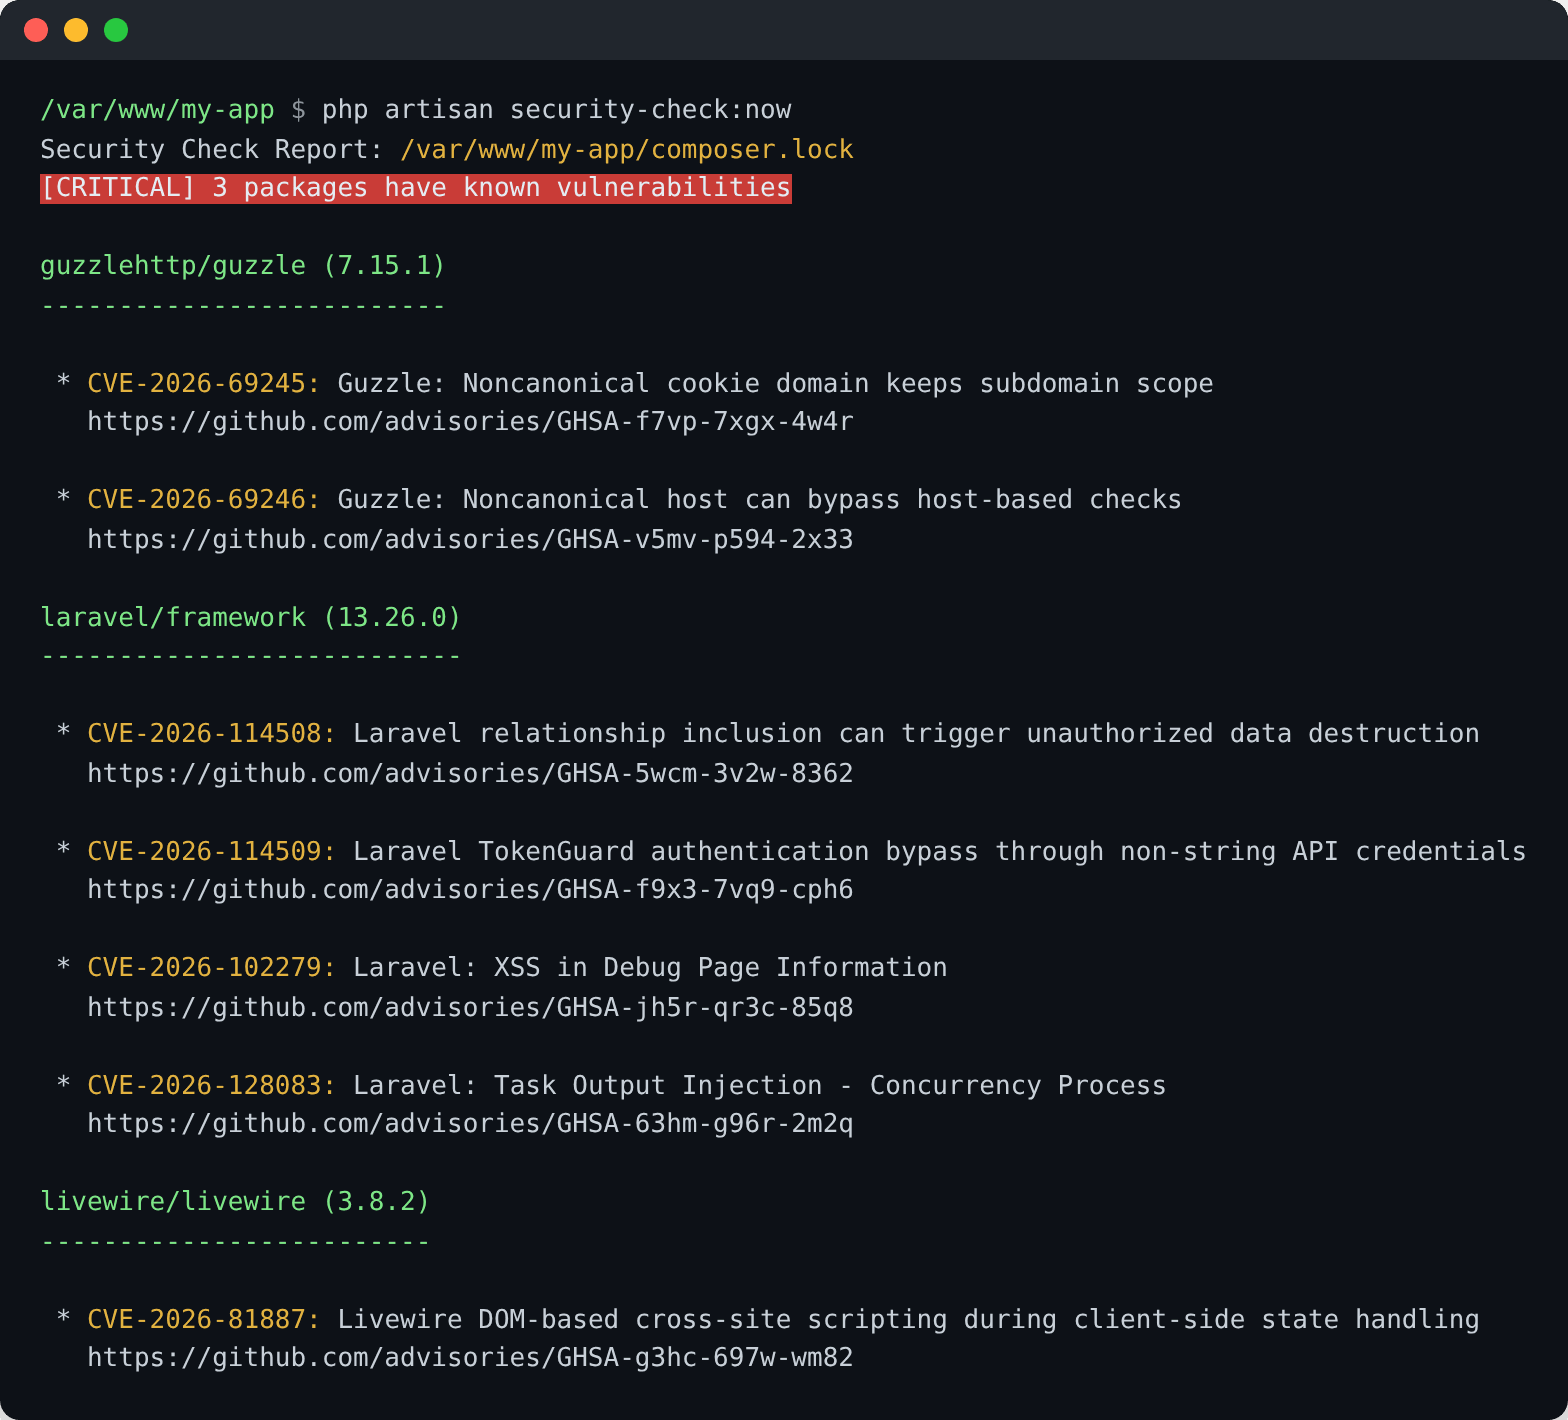 /var/www/my-app $ php artisan security-check:now
Security Check Report: /var/www/my-app/composer.lock
[CRITICAL] 3 packages have known vulnerabilities
guzzlehttp/guzzle (7.15.1)
--------------------------
* CVE-2026-69245: Guzzle: Noncanonical cookie domain keeps subdomain scope
https://github.com/advisories/GHSA-f7vp-7xgx-4w4r
* CVE-2026-69246: Guzzle: Noncanonical host can bypass host-based checks
https://github.com/advisories/GHSA-v5mv-p594-2x33
laravel/framework (13.26.0)
---------------------------
* CVE-2026-114508: Laravel relationship inclusion can trigger unauthorized data destruction
https://github.com/advisories/GHSA-5wcm-3v2w-8362
* CVE-2026-114509: Laravel TokenGuard authentication bypass through non-string API credentials
https://github.com/advisories/GHSA-f9x3-7vq9-cph6
* CVE-2026-102279: Laravel: XSS in Debug Page Information
https://github.com/advisories/GHSA-jh5r-qr3c-85q8
* CVE-2026-128083: Laravel: Task Output Injection - Concurrency Process
https://github.com/advisories/GHSA-63hm-g96r-2m2q
livewire/livewire (3.8.2)
-------------------------
* CVE-2026-81887: Livewire DOM-based cross-site scripting during client-side state handling
https://github.com/advisories/GHSA-g3hc-697w-wm82